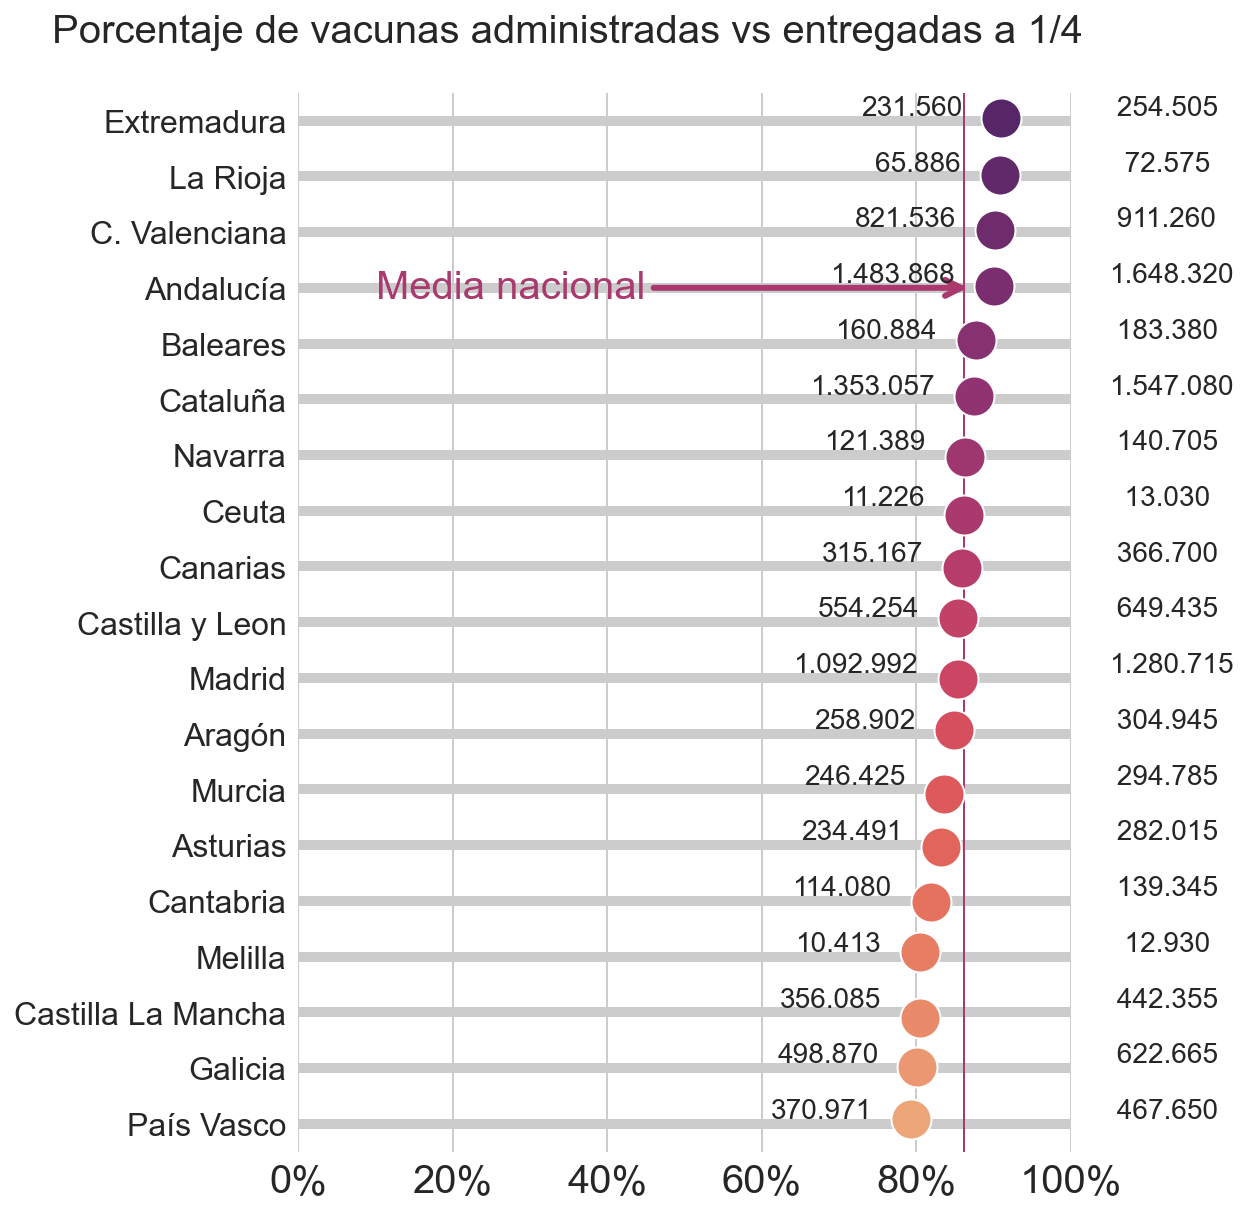 Porcentaje de vacunas administradas vs entregadas a 1/4
Extremadura 231.560 254.505
La Rioja 65.886 72.575
C. Valenciana 821.536 911.260
Andalucía Media nacional 1.483.868 1.648.320
Baleares 160.884 183.380
Cataluña 1.353.057 1.547.080
Navarra 121.389 140.705
Ceuta 11.226 13.030
Canarias 315.167 366.700
Castilla y Leon 554.254 649.435
Madrid 1.092.992 1.280.715
Aragón 258.902 304.945
Murcia 246.425 294.785
Asturias 234.491 282.015
Cantabria 114.080 139.345
Melilla 10.413 12.930
Castilla La Mancha 356.085 442.355
Galicia 498.870 622.665
País Vasco 370.971 467.650
0% 20% 40% 60% 80% 100%